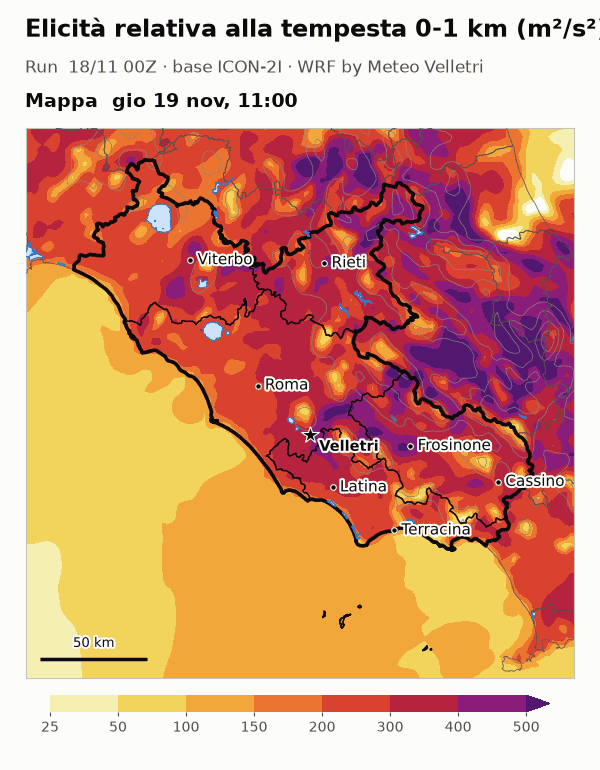 Elicità relativa alla tempesta 0-1 km (m²/s²)
Run 18/11 00Z · base ICON-2I · WRF by Meteo Velletri
Mappa gio 19 nov, 11:00
Viterbo
Rieti
Roma
Velletri
Frosinone
Cassino
Latina
Terracina
50 km
25 50 100 150 200 300 400 500